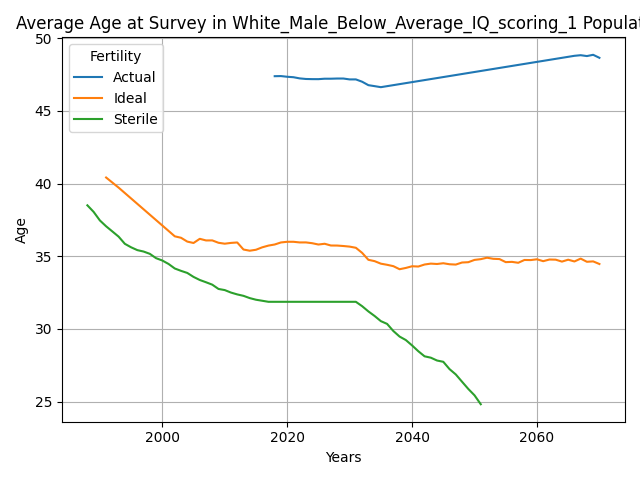 Average Age at Survey in White_Male_Below_Average_IQ_scoring_1 Populat
Fertility
Actual
Ideal
Sterile
50
45
40
35
30
25
Age
2000
2020
2040
2060
Years